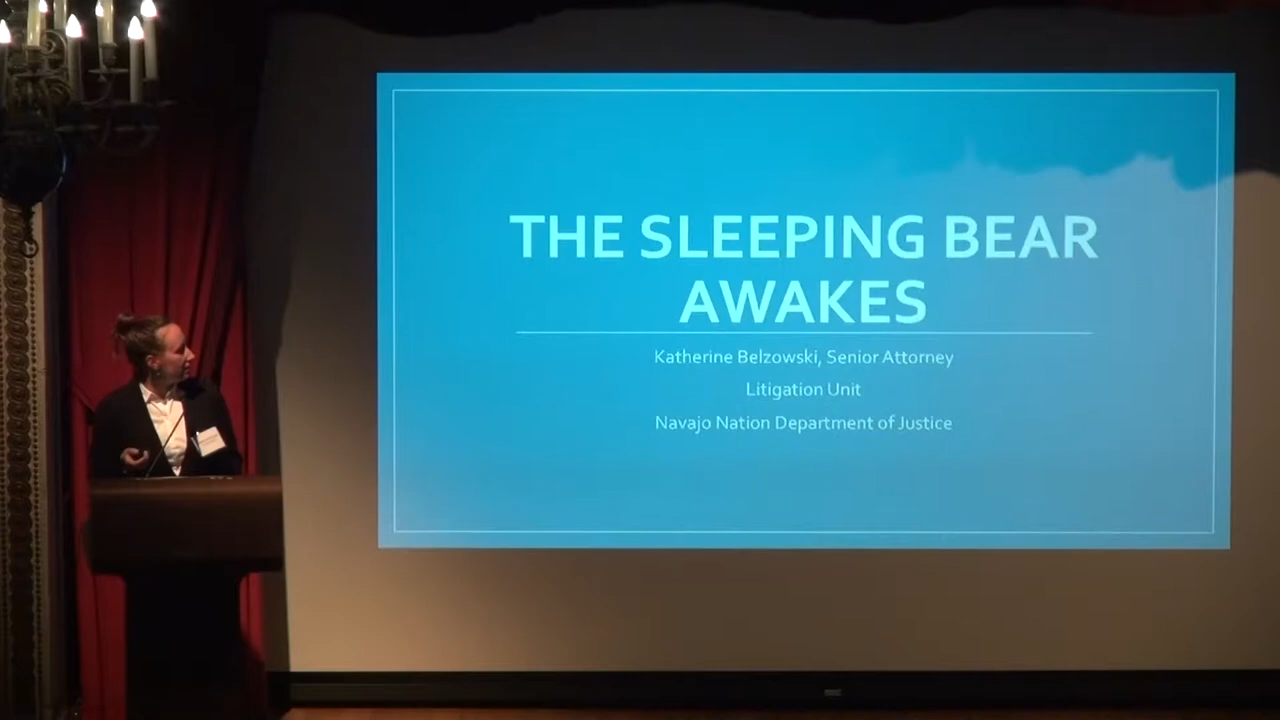 THE SLEEPING BEAR
AWAKES
Katherine Belzowski, Senior Attorney
Litigation Unit
Navajo Nation Department of Justice